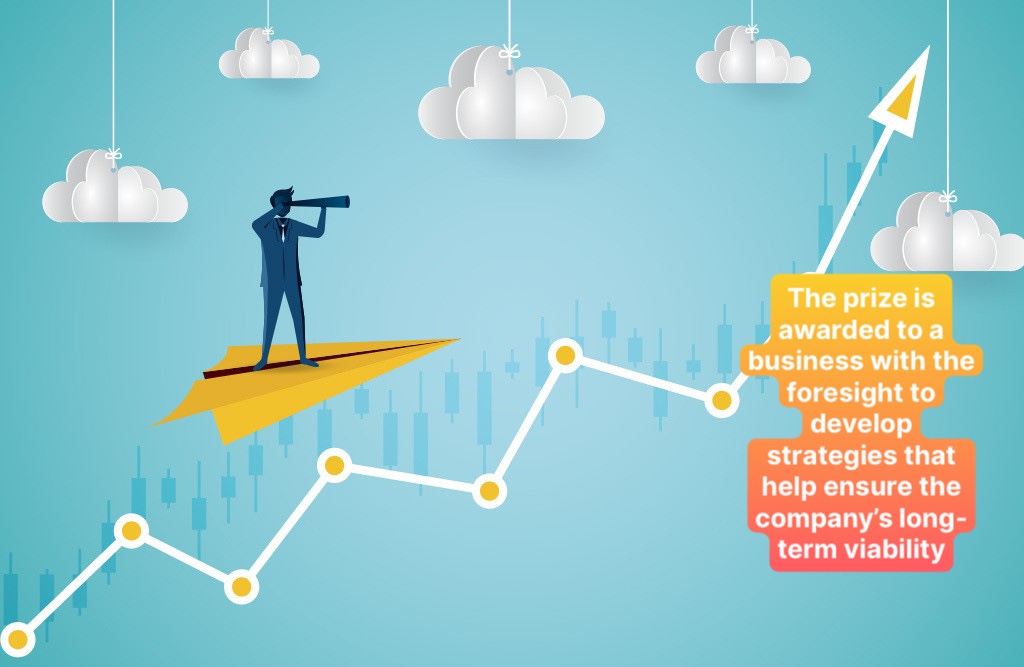 The prize is
awarded to a
business with the
foresight to
develop
strategies that
help ensure the
company’s long-
term viability